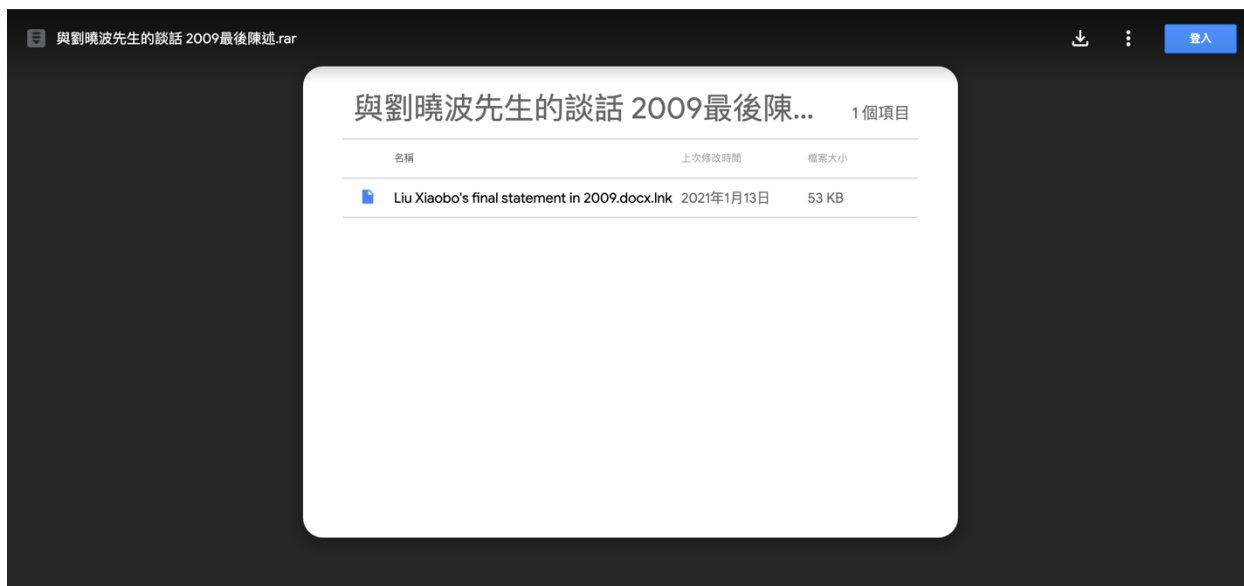 與劉曉波先生的談話 2009最後陳述.rar
登入
與劉曉波先生的談話 2009最後陳... 1 個項目
名稱 上次修改時間 檔案大小
Liu Xiaobo's final statement in 2009.docx.lnk 2021年1月13日 53 KB